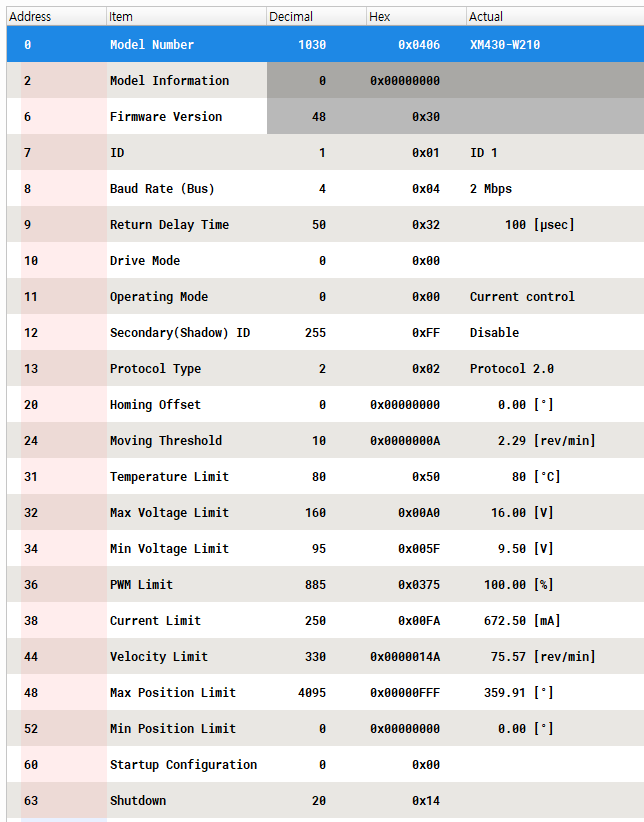 Address Item Decimal Hex Actual
0 Model Number 1030 0x0406 XM430-W210
2 Model Information 0 0x00000000
6 Firmware Version 48 0x30
7 ID 1 0x01 ID 1
8 Baud Rate (Bus) 4 0x04 2 Mbps
9 Return Delay Time 50 0x32 100 [μsec]
10 Drive Mode 0 0x00
11 Operating Mode 0 0x00 Current control
12 Secondary(Shadow) ID 255 0xFF Disable
13 Protocol Type 2 0x02 Protocol 2.0
20 Homing Offset 0 0x00000000 0.00 [°]
24 Moving Threshold 10 0x0000000A 2.29 [rev/min]
31 Temperature Limit 80 0x50 80 [°C]
32 Max Voltage Limit 160 0x00A0 16.00 [V]
34 Min Voltage Limit 95 0x005F 9.50 [V]
36 PWM Limit 885 0x0375 100.00 [%]
38 Current Limit 250 0x00FA 672.50 [mA]
44 Velocity Limit 330 0x0000014A 75.57 [rev/min]
48 Max Position Limit 4095 0x00000FFF 359.91 [°]
52 Min Position Limit 0 0x00000000 0.00 [°]
60 Startup Configuration 0 0x00
63 Shutdown 20 0x14